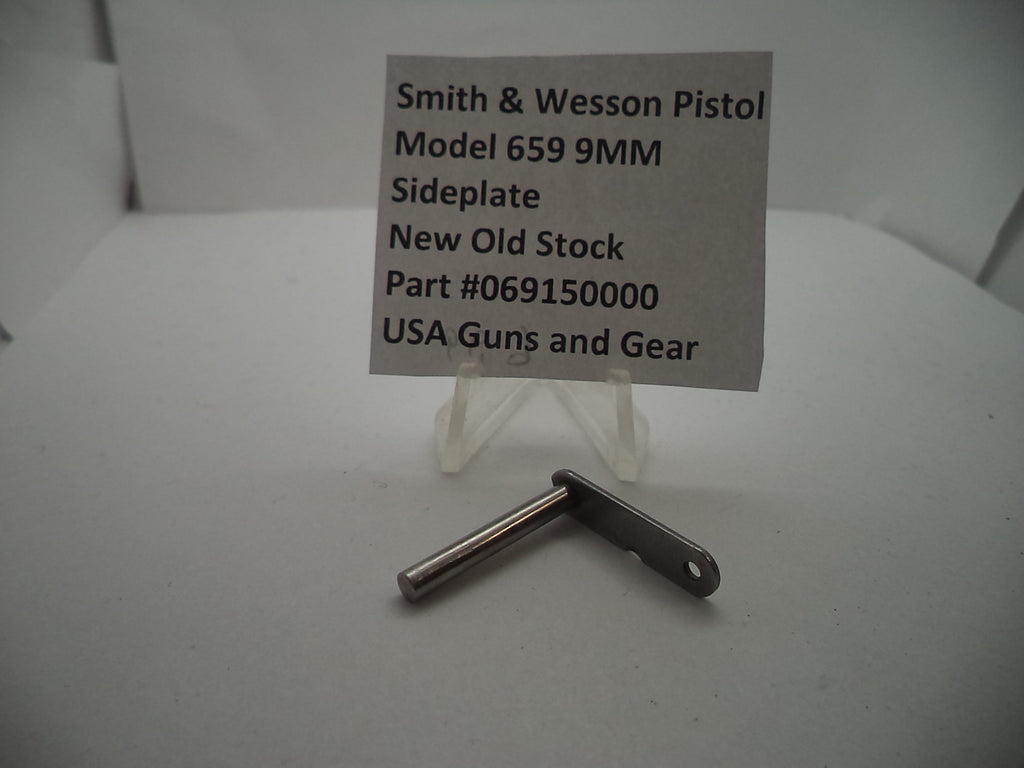 Smith & Wesson Pistol
Model 659 9MM
Sideplate
New Old Stock
Part #069150000
USA Guns and Gear